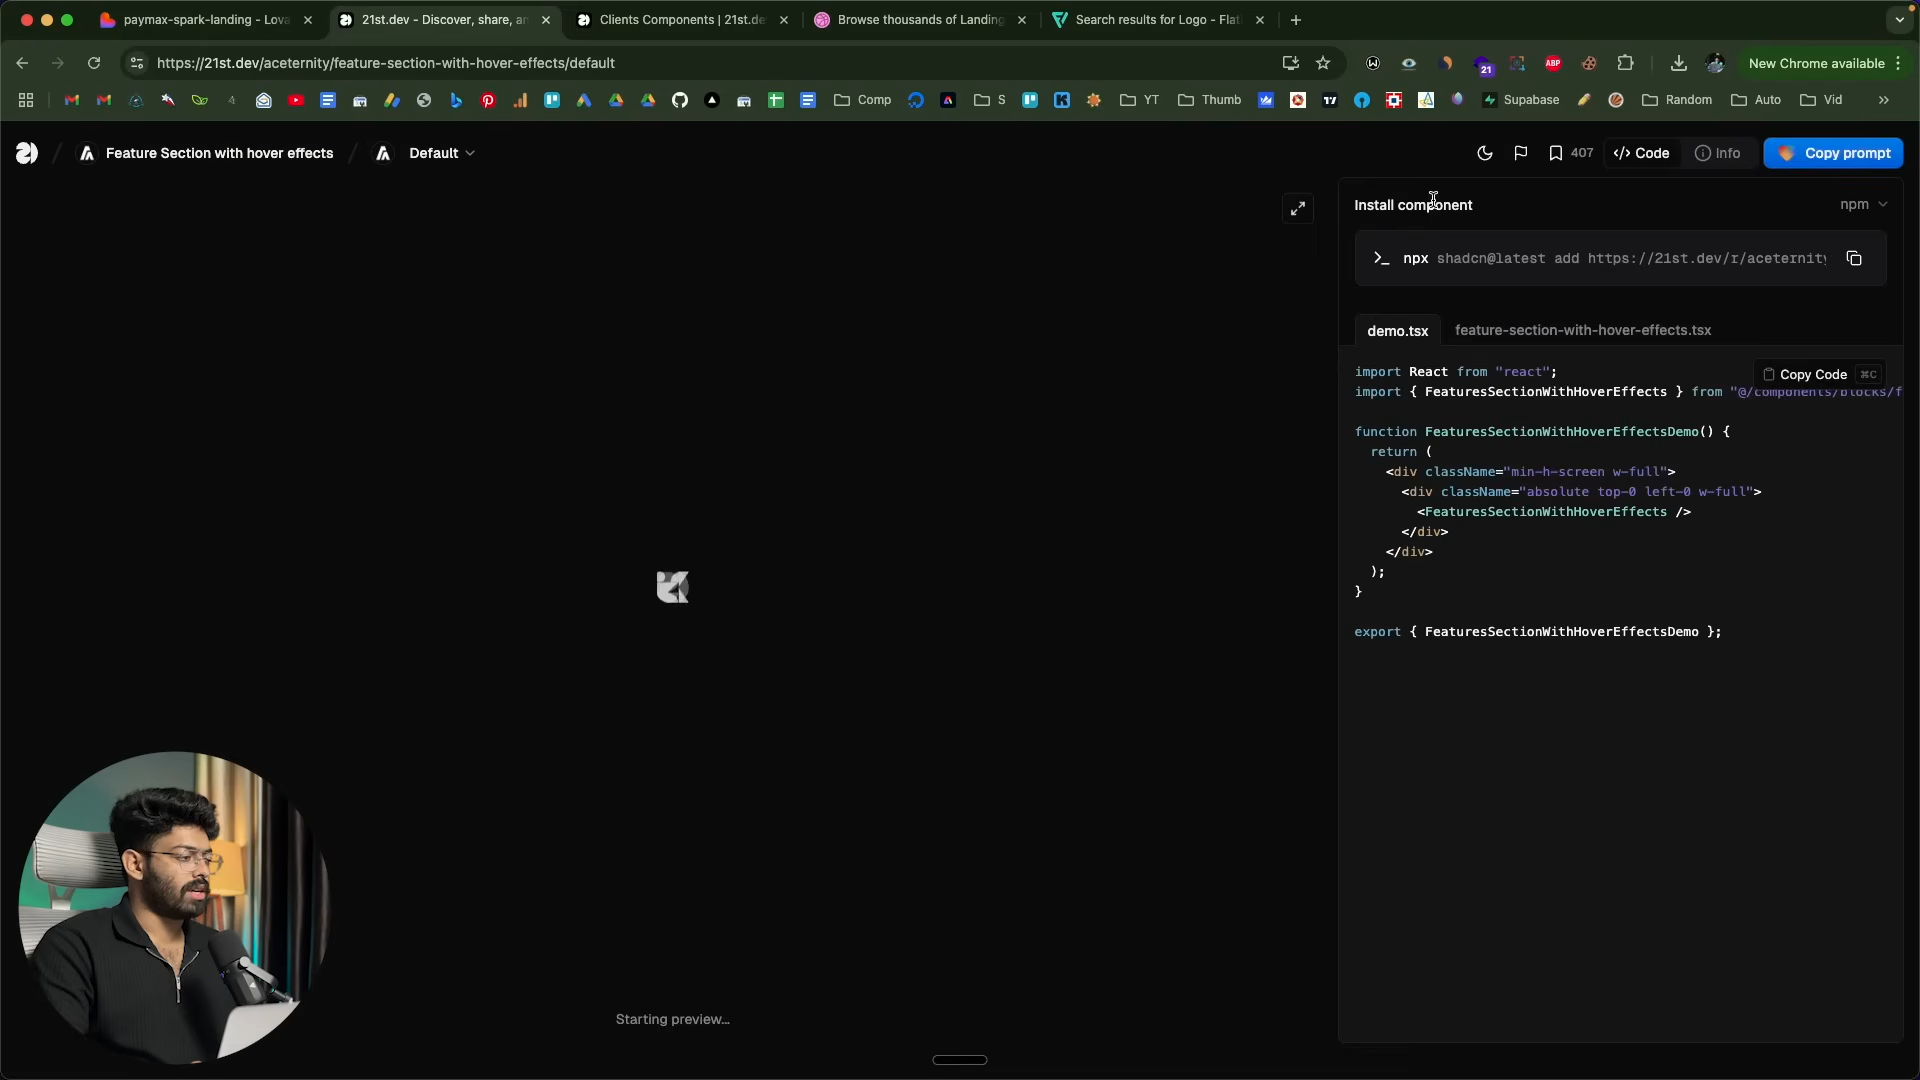 paymax-spark-landing - Lova
21st.dev - Discover, share, an
Clients Components | 21st.de
Browse thousands of Landing
Search results for Logo - Flat
https://21st.dev/aceternity/feature-section-with-hover-effects/default
21
ABP
New Chrome available
Comp
S
YT
Thumb
Supabase
Random
Auto
Vid
Feature Section with hover effects
Default
407
</> Code
Info
Copy prompt
Install component
npm
npx shadcn@latest add https://21st.dev/r/aceternity
demo.tsx
feature-section-with-hover-effects.tsx
Copy Code ⌘C
import React from "react";
import { FeaturesSectionWithHoverEffects } from "@/components/blocks/f
function FeaturesSectionWithHoverEffectsDemo() {
return (
<div className="min-h-screen w-full">
<div className="absolute top-0 left-0 w-full">
<FeaturesSectionWithHoverEffects />
</div>
</div>
);
}
export { FeaturesSectionWithHoverEffectsDemo };
Starting preview...